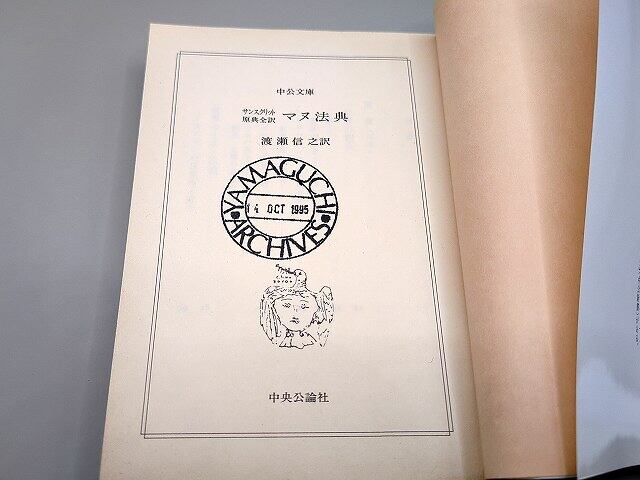 中公文庫
サンスクリット
原典全訳 マヌ法典
渡瀬信之訳
YAMAGUCHI
14 OCT 1995
ARCHIVES
中央公論社